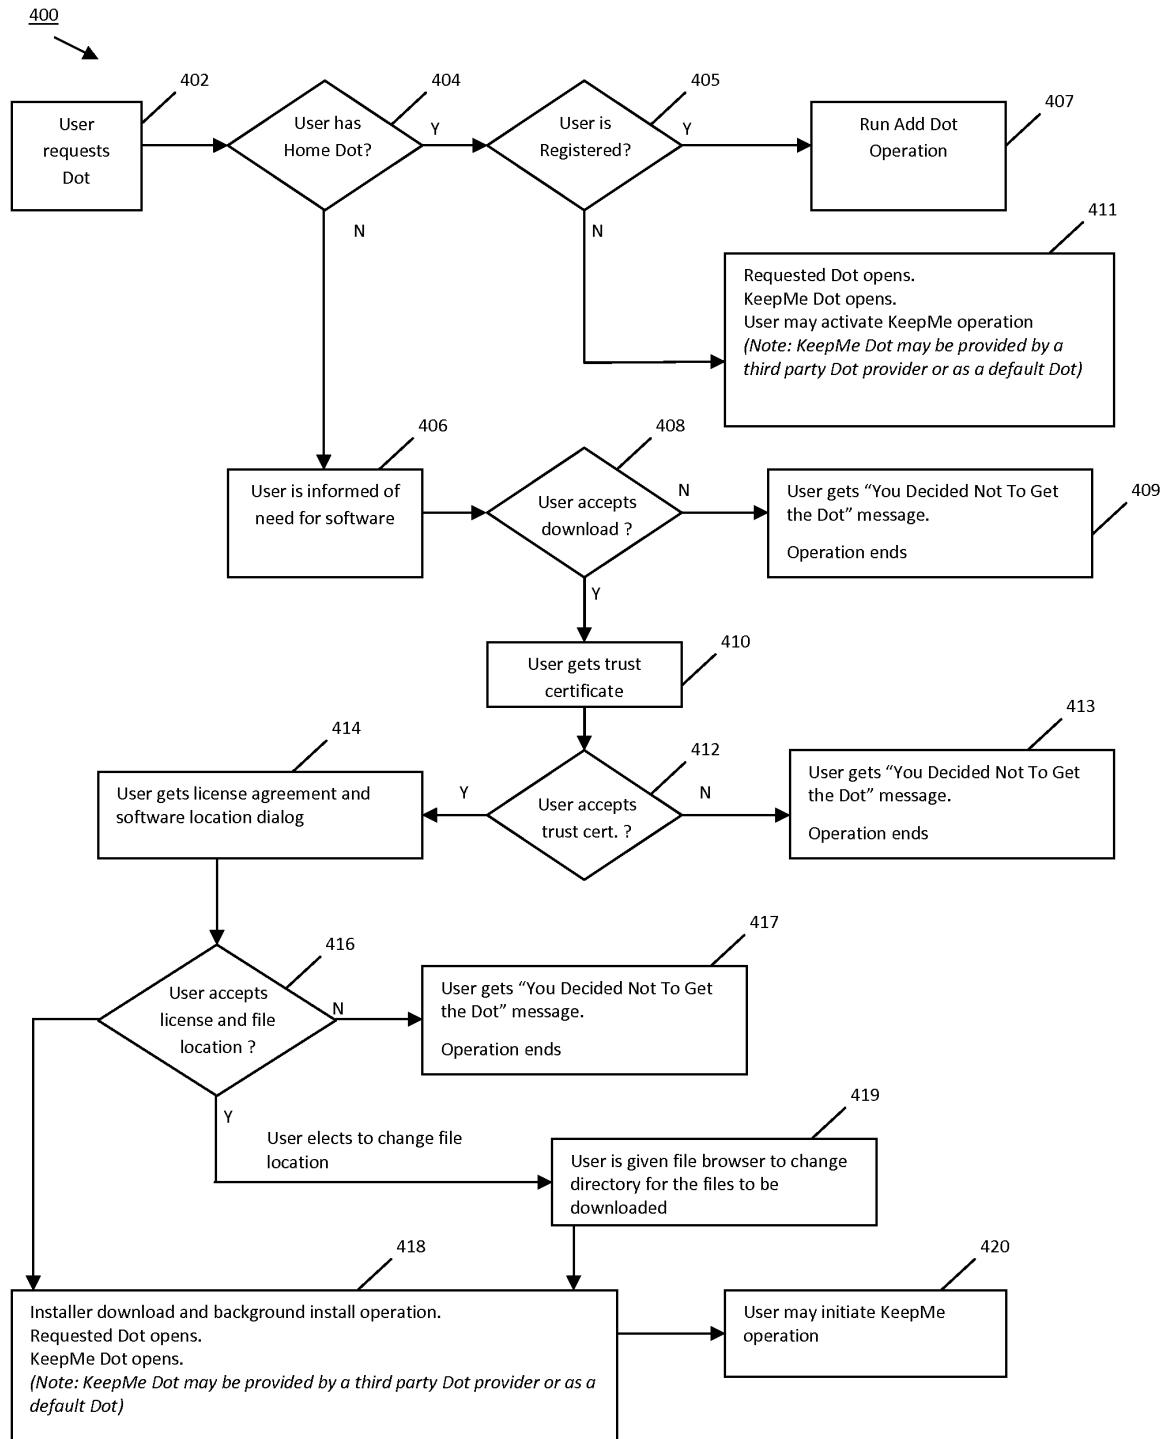 400
402
404
405
407
User
requests
Dot
User has
Home Dot?
Y
User is
Registered?
Y
Run Add Dot
Operation
N
N
411
Requested Dot opens.
KeepMe Dot opens.
User may activate KeepMe operation
(Note: KeepMe Dot may be provided by a
third party Dot provider or as a default Dot)
406
408
409
User is informed of
need for software
User accepts
download ?
N
Y
User gets “You Decided Not To Get
the Dot” message.
Operation ends
410
User gets trust
certificate
414
412
413
User gets license agreement and
software location dialog
Y
User accepts
trust cert. ?
N
User gets “You Decided Not To Get
the Dot” message.
Operation ends
416
417
User accepts
license and file
location ?
N
Y
User gets “You Decided Not To Get
the Dot” message.
Operation ends
User elects to change file
location
419
User is given file browser to change
directory for the files to be
downloaded
418
420
Installer download and background install operation.
Requested Dot opens.
KeepMe Dot opens.
(Note: KeepMe Dot may be provided by a third party Dot provider or as a
default Dot)
User may initiate KeepMe
operation